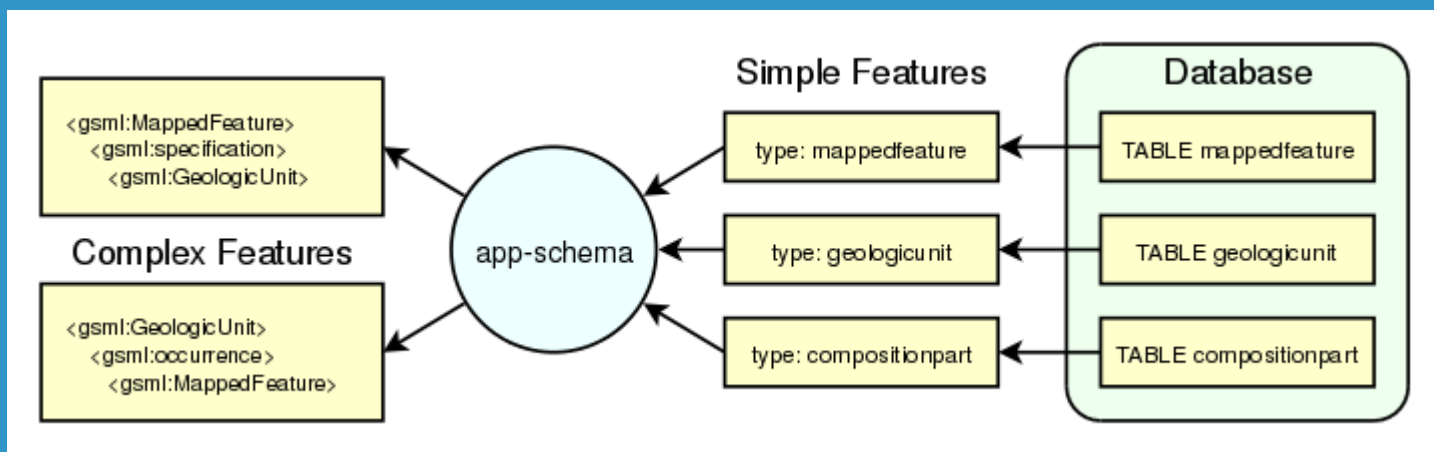 Simple Features
Database
<gsml:MappedFeature>
<gsml:specification>
<gsml:GeologicUnit>
Complex Features
<gsml:GeologicUnit>
<gsml:occurrence>
<gsml:MappedFeature>
app-schema
type: mappedfeature
type: geologicunit
type: compositionpart
TABLE mappedfeature
TABLE geologicunit
TABLE compositionpart